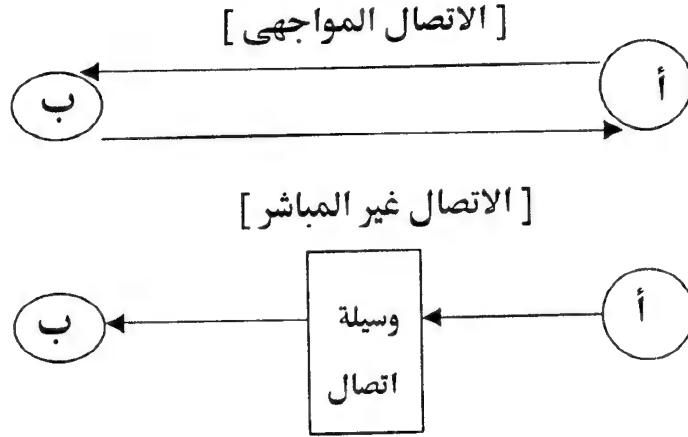 [ الاتصال المواجهى ]
أ
ب
[ الاتصال غير المباشر ]
أ
وسيلة
اتصال
ب